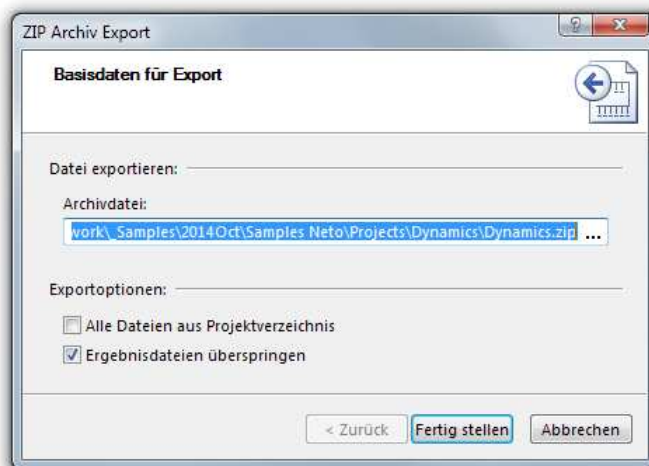 ZIP Archiv Export
Basisdaten für Export
Datei exportieren:
Archivdatei:
work\_Samples\2014Oct\Samples Neto\Projects\Dynamics\Dynamics.zip ...
Exportoptionen:
Alle Dateien aus Projektverzeichnis
Ergebnisdateien überspringen
< Zurück Fertig stellen Abbrechen